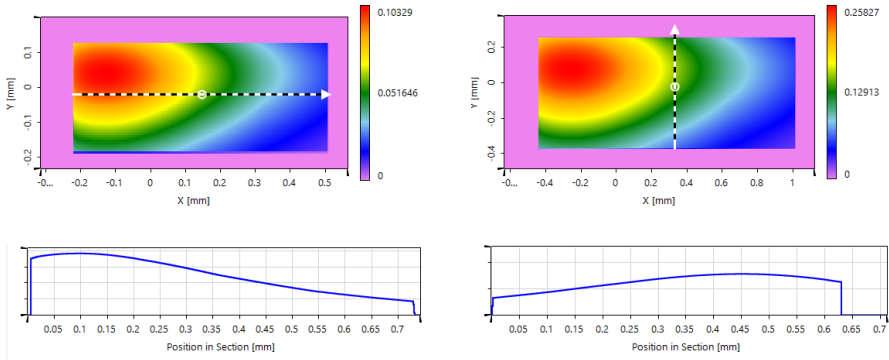 0.10329
0.051646
0
Y [mm]
0.1
0
-0.1
-0.2
-0... -0.2 -0.1 0 0.1 0.2 0.3 0.4 0.5
X [mm]
0.25827
0.12913
0
Y [mm]
0.2
0
-0.2
-0.4
-0... -0.4 -0.2 0 0.2 0.4 0.6 0.8 1
X [mm]
0.05 0.1 0.15 0.2 0.25 0.3 0.35 0.4 0.45 0.5 0.55 0.6 0.65 0.7
Position in Section [mm]
0.05 0.1 0.15 0.2 0.25 0.3 0.35 0.4 0.45 0.5 0.55 0.6 0.65 0.7
Position in Section [mm]